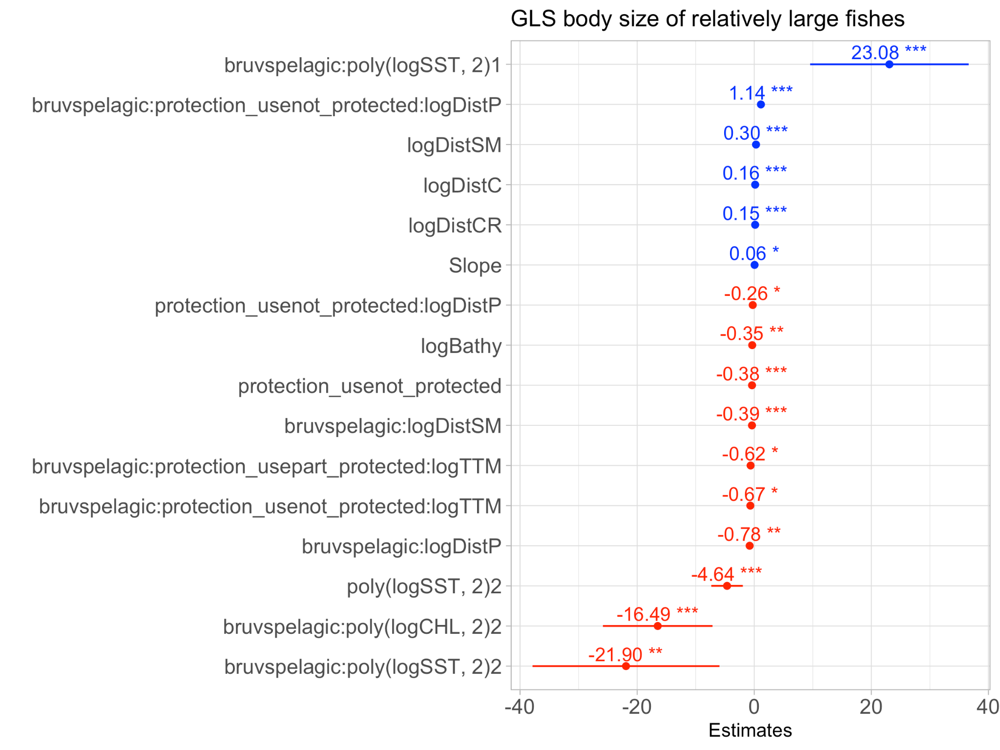 GLS body size of relatively large fishes
bruvspelagic:poly(logSST, 2)1
23.08 ***
bruvspelagic:protection_usenot_protected:logDistP
1.14 ***
logDistSM
0.30 ***
logDistC
0.16 ***
logDistCR
0.15 ***
Slope
0.06 *
protection_usenot_protected:logDistP
-0.26 *
logBathy
-0.35 **
protection_usenot_protected
-0.38 ***
bruvspelagic:logDistSM
-0.39 ***
bruvspelagic:protection_usepart_protected:logTTM
-0.62 *
bruvspelagic:protection_usenot_protected:logTTM
-0.67 *
bruvspelagic:logDistP
-0.78 **
poly(logSST, 2)2
-4.64 ***
bruvspelagic:poly(logCHL, 2)2
-16.49 ***
bruvspelagic:poly(logSST, 2)2
-21.90 **
-40 -20 0 20 40
Estimates